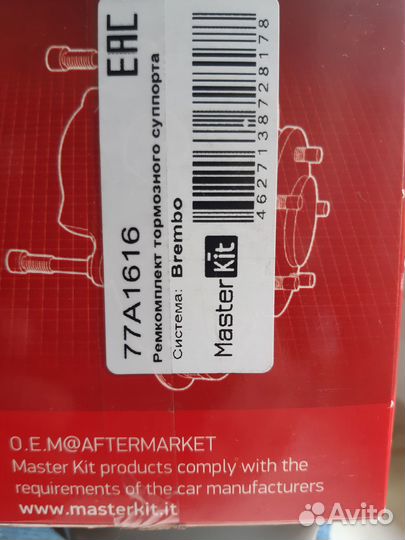 EAC
77A1616
Ремкомплект тормозного суппорта
Система: Brembo
4627138728178
Master Kit
O.E.M@AFTERMARKET
Master Kit products comply with the
requirements of the car manufacturers
www.masterkit.it
Avito